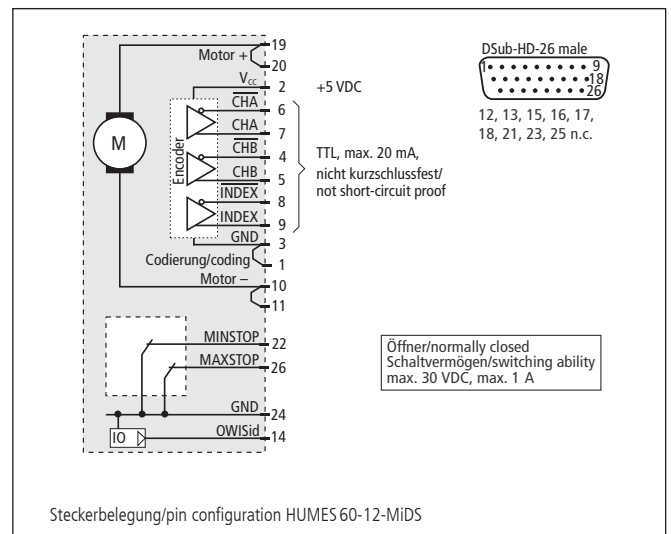 Motor +
19
20
V_cc
2
+5 VDC
CHA
6
CHA
7
CHB
4
CHB
5
INDEX
8
INDEX
9
GND
3
Codierung/coding
1
Motor –
10
11
M
Encoder
TTL, max. 20 mA,
nicht kurzschlussfest/
not short-circuit proof
DSub-HD-26 male
1
9
18
26
12, 13, 15, 16, 17,
18, 21, 23, 25 n.c.
MINSTOP
22
MAXSTOP
26
GND
24
IO
OWISid
14
Öffner/normally closed
Schaltvermögen/switching ability
max. 30 VDC, max. 1 A
Steckerbelegung/pin configuration HUMES 60-12-MiDS